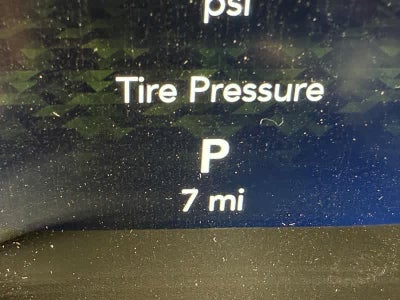 psi
Tire Pressure
P
7 mi